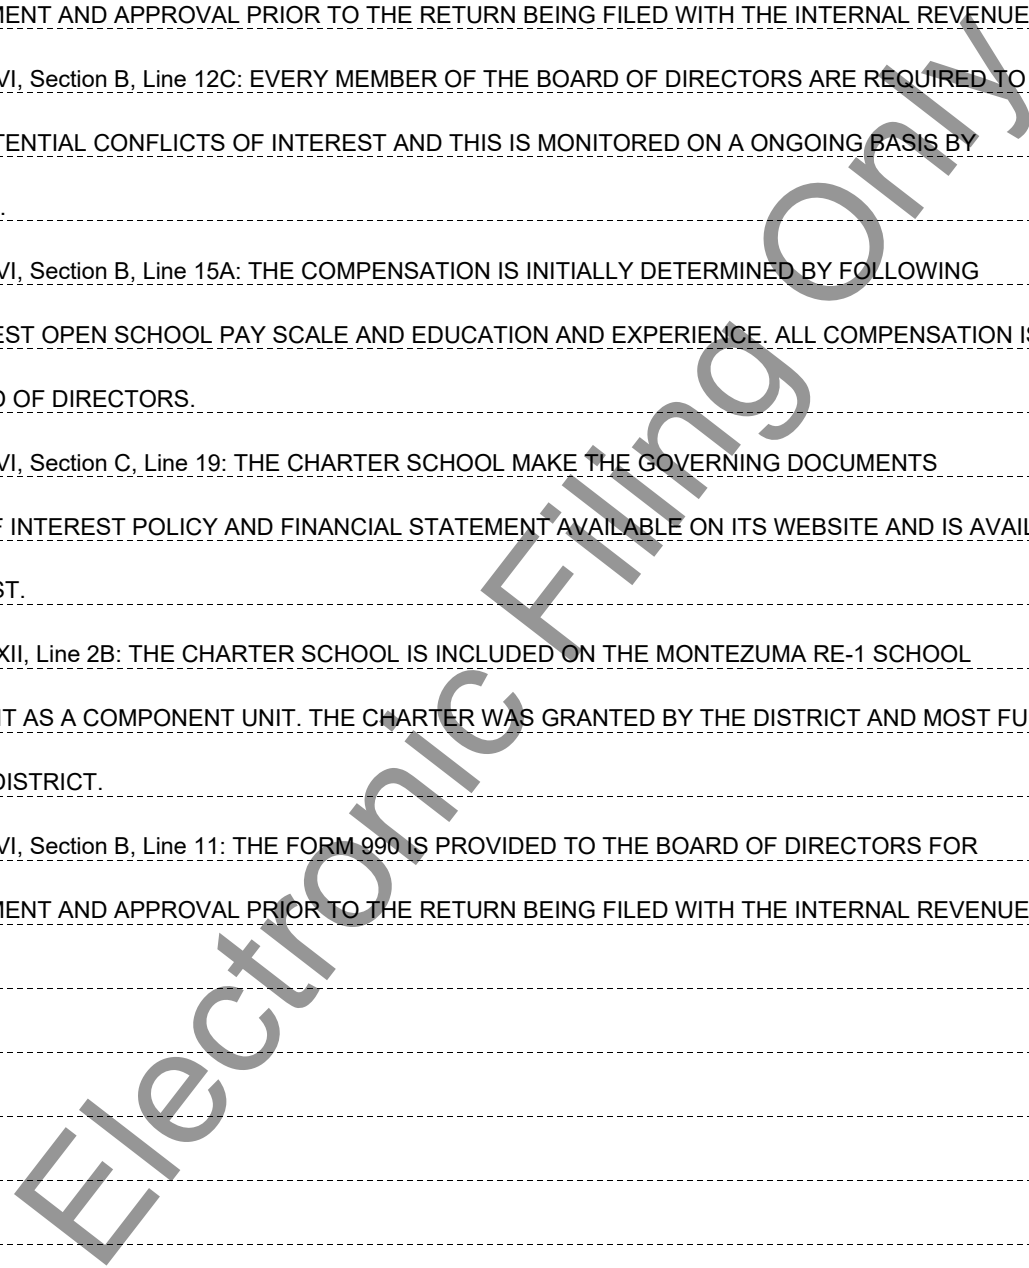 MENT AND APPROVAL PRIOR TO THE RETURN BEING FILED WITH THE INTERNAL REVENUE
VI, Section B, Line 12C: EVERY MEMBER OF THE BOARD OF DIRECTORS ARE REQUIRED TO
TENTIAL CONFLICTS OF INTEREST AND THIS IS MONITORED ON A ONGOING BASIS BY
.
VI, Section B, Line 15A: THE COMPENSATION IS INITIALLY DETERMINED BY FOLLOWING
EST OPEN SCHOOL PAY SCALE AND EDUCATION AND EXPERIENCE. ALL COMPENSATION IS
D OF DIRECTORS.
VI, Section C, Line 19: THE CHARTER SCHOOL MAKE THE GOVERNING DOCUMENTS
F INTEREST POLICY AND FINANCIAL STATEMENT AVAILABLE ON ITS WEBSITE AND IS AVAIL
ST.
XII, Line 2B: THE CHARTER SCHOOL IS INCLUDED ON THE MONTEZUMA RE-1 SCHOOL
IT AS A COMPONENT UNIT. THE CHARTER WAS GRANTED BY THE DISTRICT AND MOST FU
DISTRICT.
VI, Section B, Line 11: THE FORM 990 IS PROVIDED TO THE BOARD OF DIRECTORS FOR
MENT AND APPROVAL PRIOR TO THE RETURN BEING FILED WITH THE INTERNAL REVENUE
Electronic Filing Only